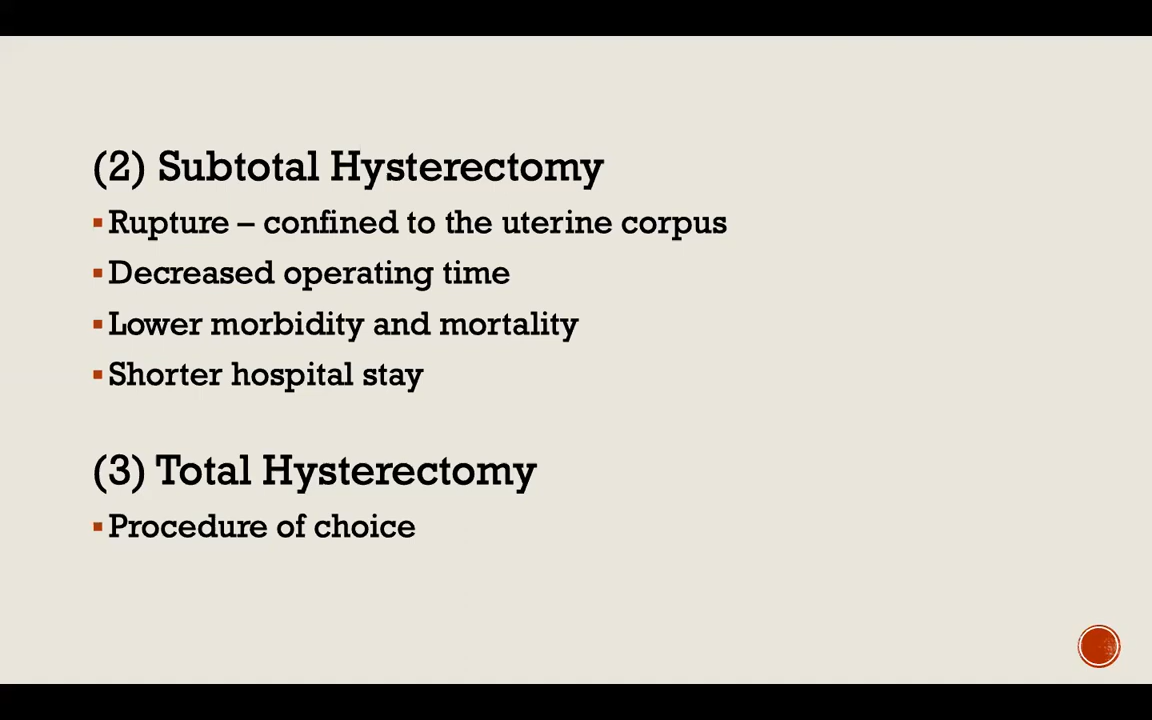 (2) Subtotal Hysterectomy
▪Rupture – confined to the uterine corpus
▪Decreased operating time
▪Lower morbidity and mortality
▪Shorter hospital stay
(3) Total Hysterectomy
▪Procedure of choice